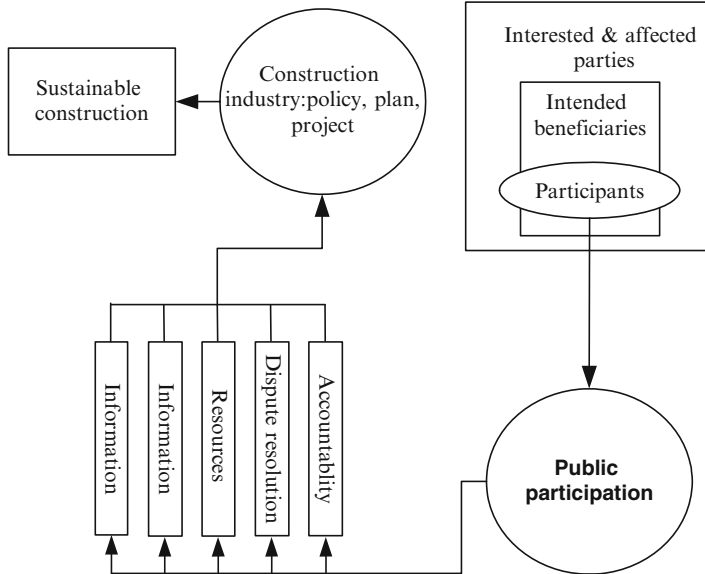 Sustainable
construction
Construction
industry:policy, plan,
project
Interested & affected
parties
Intended
beneficiaries
Participants
Information
Information
Resources
Dispute resolution
Accountablity
Public
participation